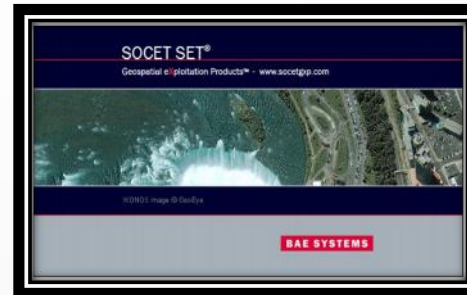 SOCET SET®
Geospatial eXploitation Products™ - www.socetgxp.com
IKONOS image © GeoEye
BAE SYSTEMS